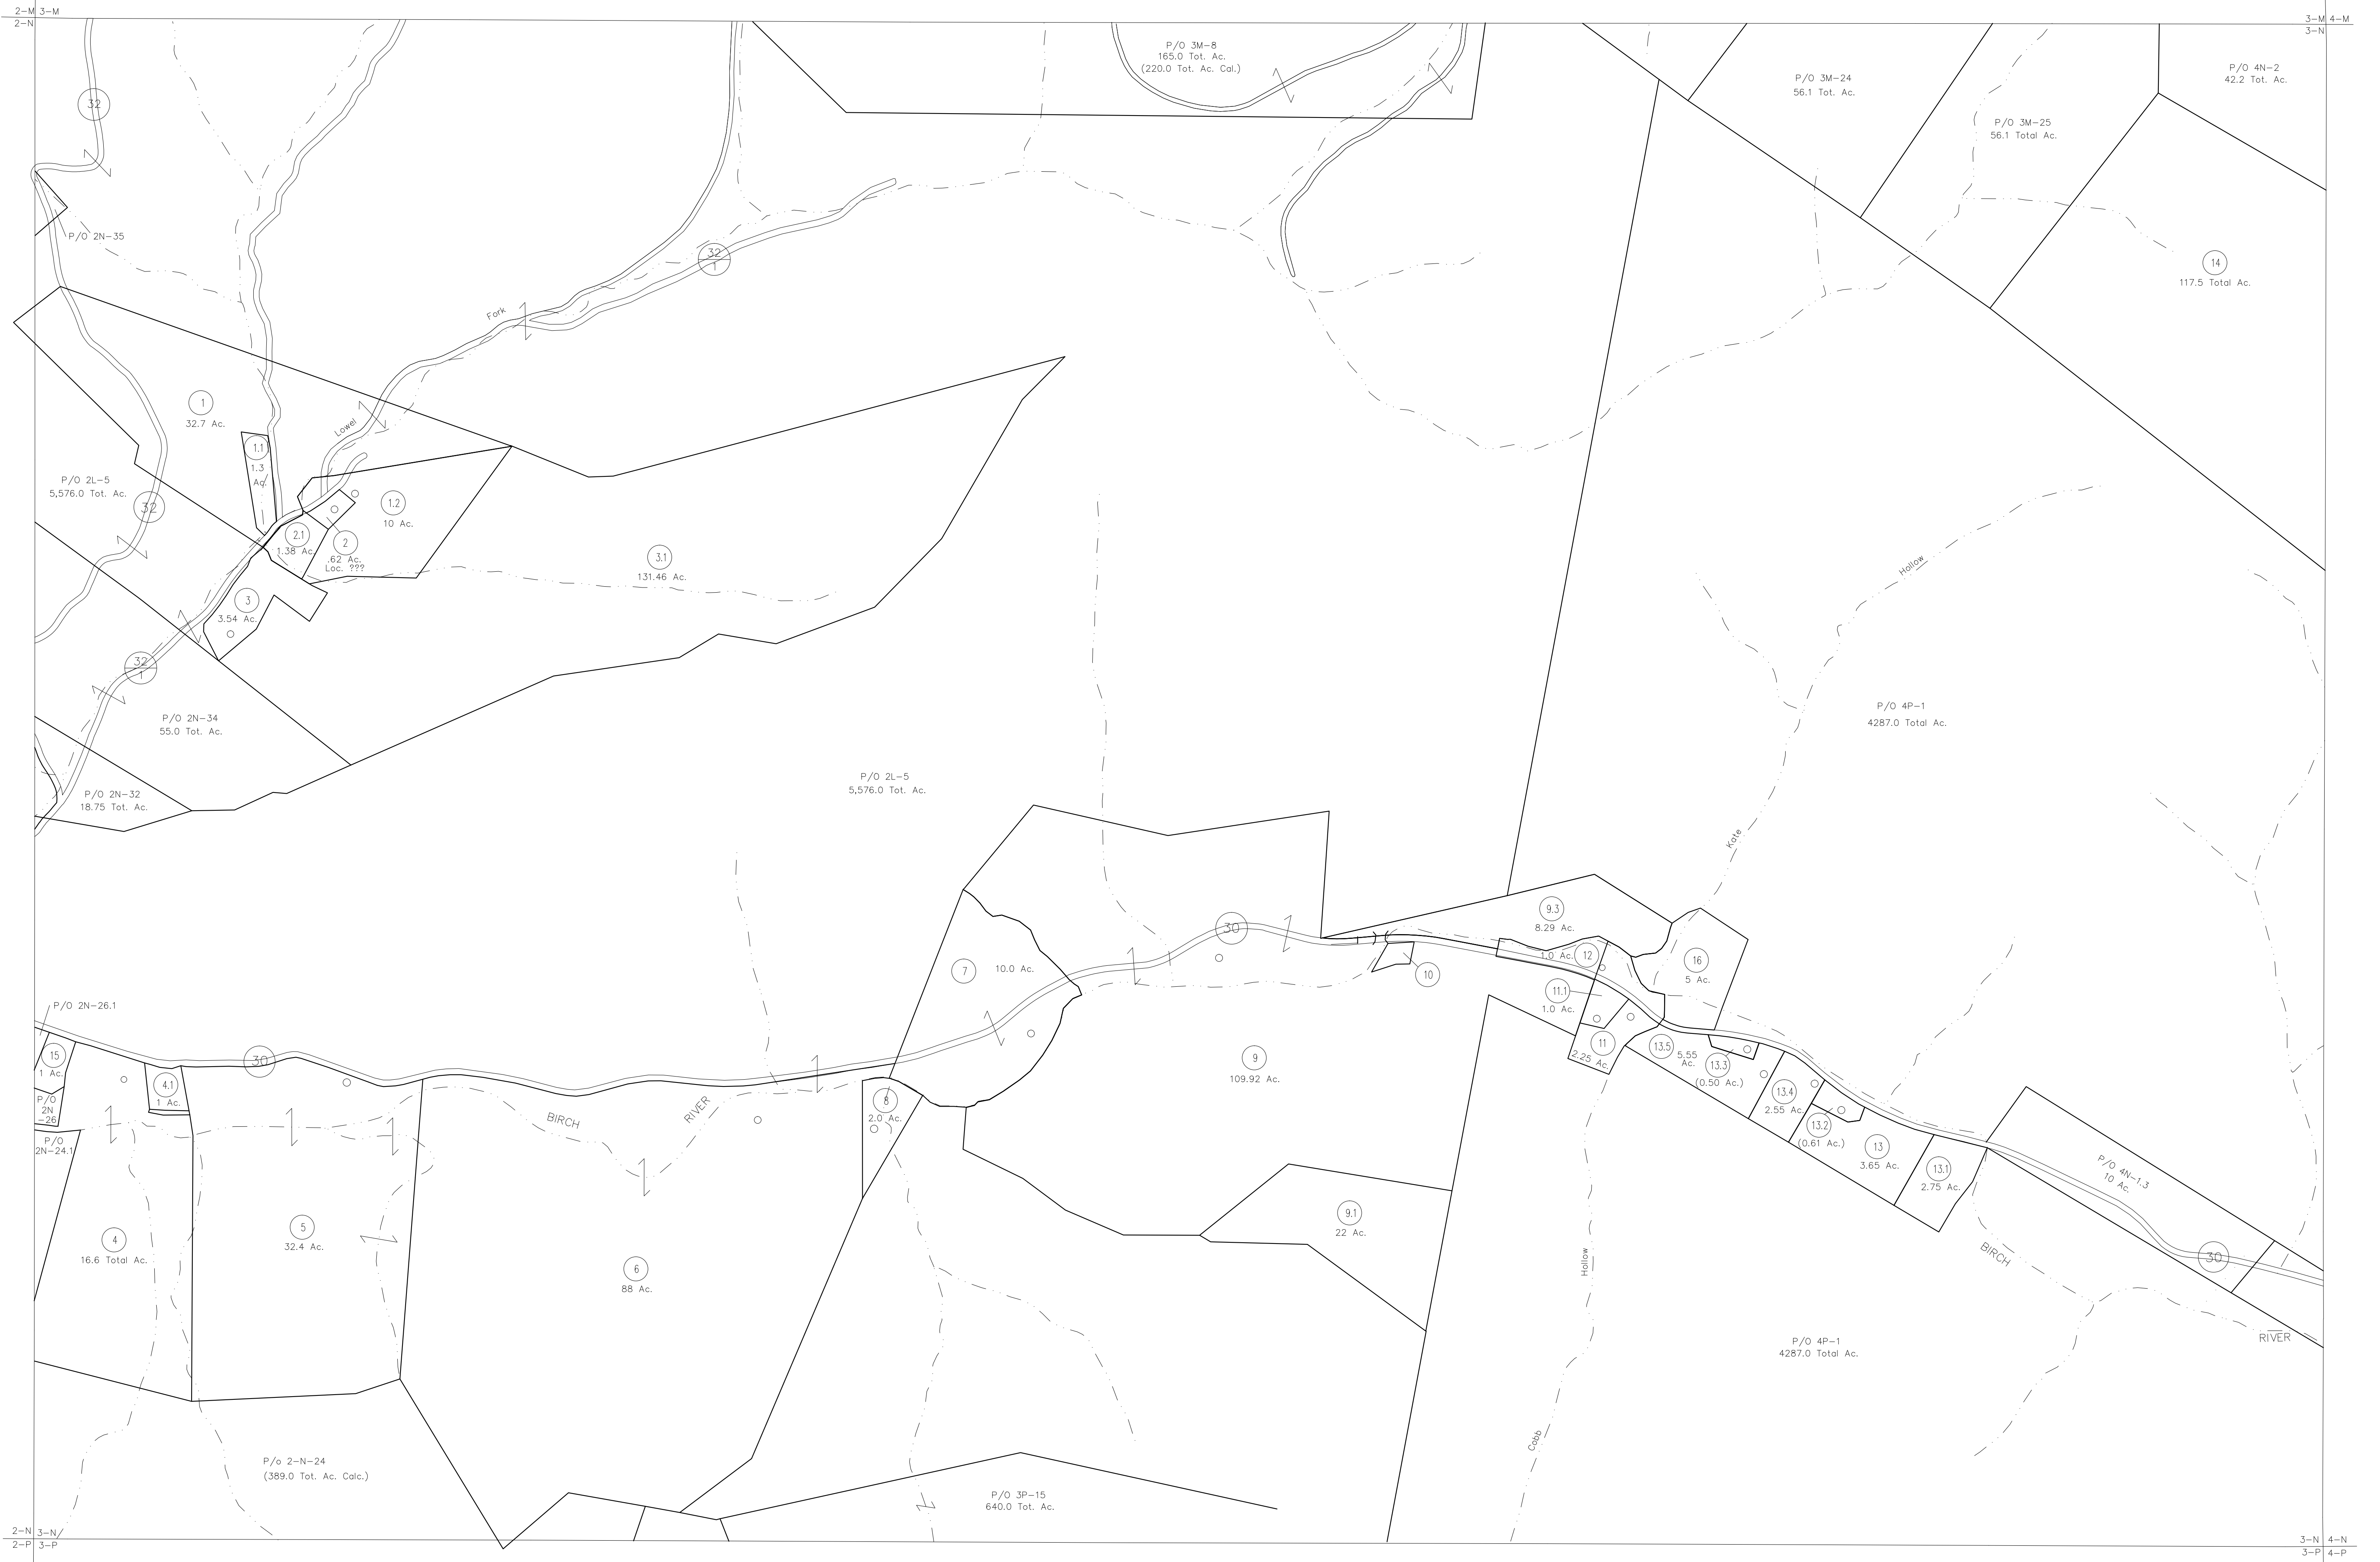 2-M 3-M
2-N
3-M 4-M
3-N
32
P/O 3M-8
165.0 Tot. Ac.
(220.0 Tot. Ac. Cal.)
P/O 3M-24
56.1 Tot. Ac.
P/O 3M-25
56.1 Total Ac.
P/O 4N-2
42.2 Tot. Ac.
P/O 2N-35
32
1
14
117.5 Total Ac.
Fork
Lowel
1
32.7 Ac.
1.1
1.3
Ac.
P/O 2L-5
5,576.0 Tot. Ac.
32
1.2
10 Ac.
2.1
1.38 Ac.
2
.62 Ac.
Loc. ???
3.1
131.46 Ac.
3
3.54 Ac.
32
1
P/O 2N-34
55.0 Tot. Ac.
P/O 2N-32
18.75 Tot. Ac.
P/O 2L-5
5,576.0 Tot. Ac.
Hollow
Kate
P/O 4P-1
4287.0 Total Ac.
9.3
8.29 Ac.
30
1.0 Ac.
12
16
5 Ac.
7
10.0 Ac.
10
11.1
1.0 Ac.
P/O 2N-26.1
15
1 Ac.
30
4.1
1 Ac.
P/O
2N
-26
P/O
2N-24.1
BIRCH
RIVER
8
2.0 Ac.
9
109.92 Ac.
11
2.25 Ac.
13.5
5.55
Ac.
13.3
(0.50 Ac.)
13.4
2.55 Ac.
13.2
(0.61 Ac.)
13
3.65 Ac.
13.1
2.75 Ac.
P/O 4N-1.3
10 Ac.
4
16.6 Total Ac.
5
32.4 Ac.
6
88 Ac.
9.1
22 Ac.
Hollow
Cobb
BIRCH
30
RIVER
P/O 4P-1
4287.0 Total Ac.
P/o 2-N-24
(389.0 Tot. Ac. Calc.)
P/O 3P-15
640.0 Tot. Ac.
2-N 3-N
2-P 3-P
3-N 4-N
3-P 4-P